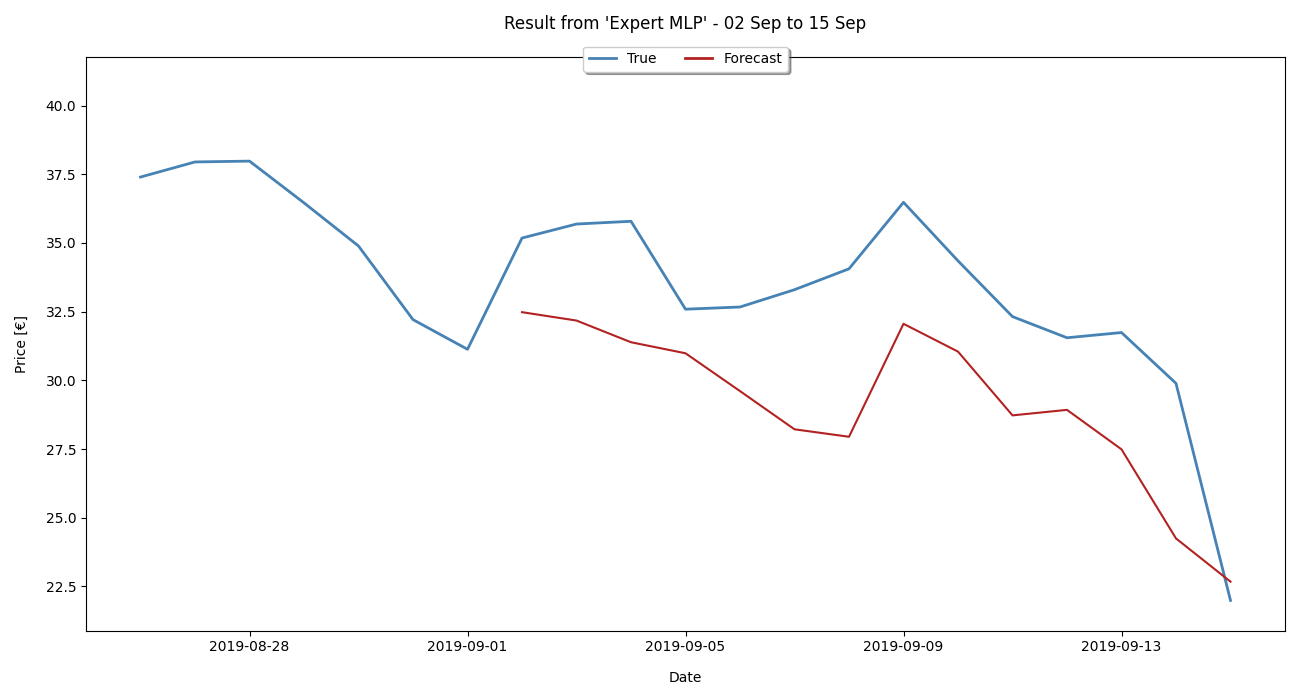 Result from 'Expert MLP' - 02 Sep to 15 Sep
True Forecast
40.0
37.5
35.0
32.5
30.0
27.5
25.0
22.5
Price [€]
2019-08-28 2019-09-01 2019-09-05 2019-09-09 2019-09-13
Date